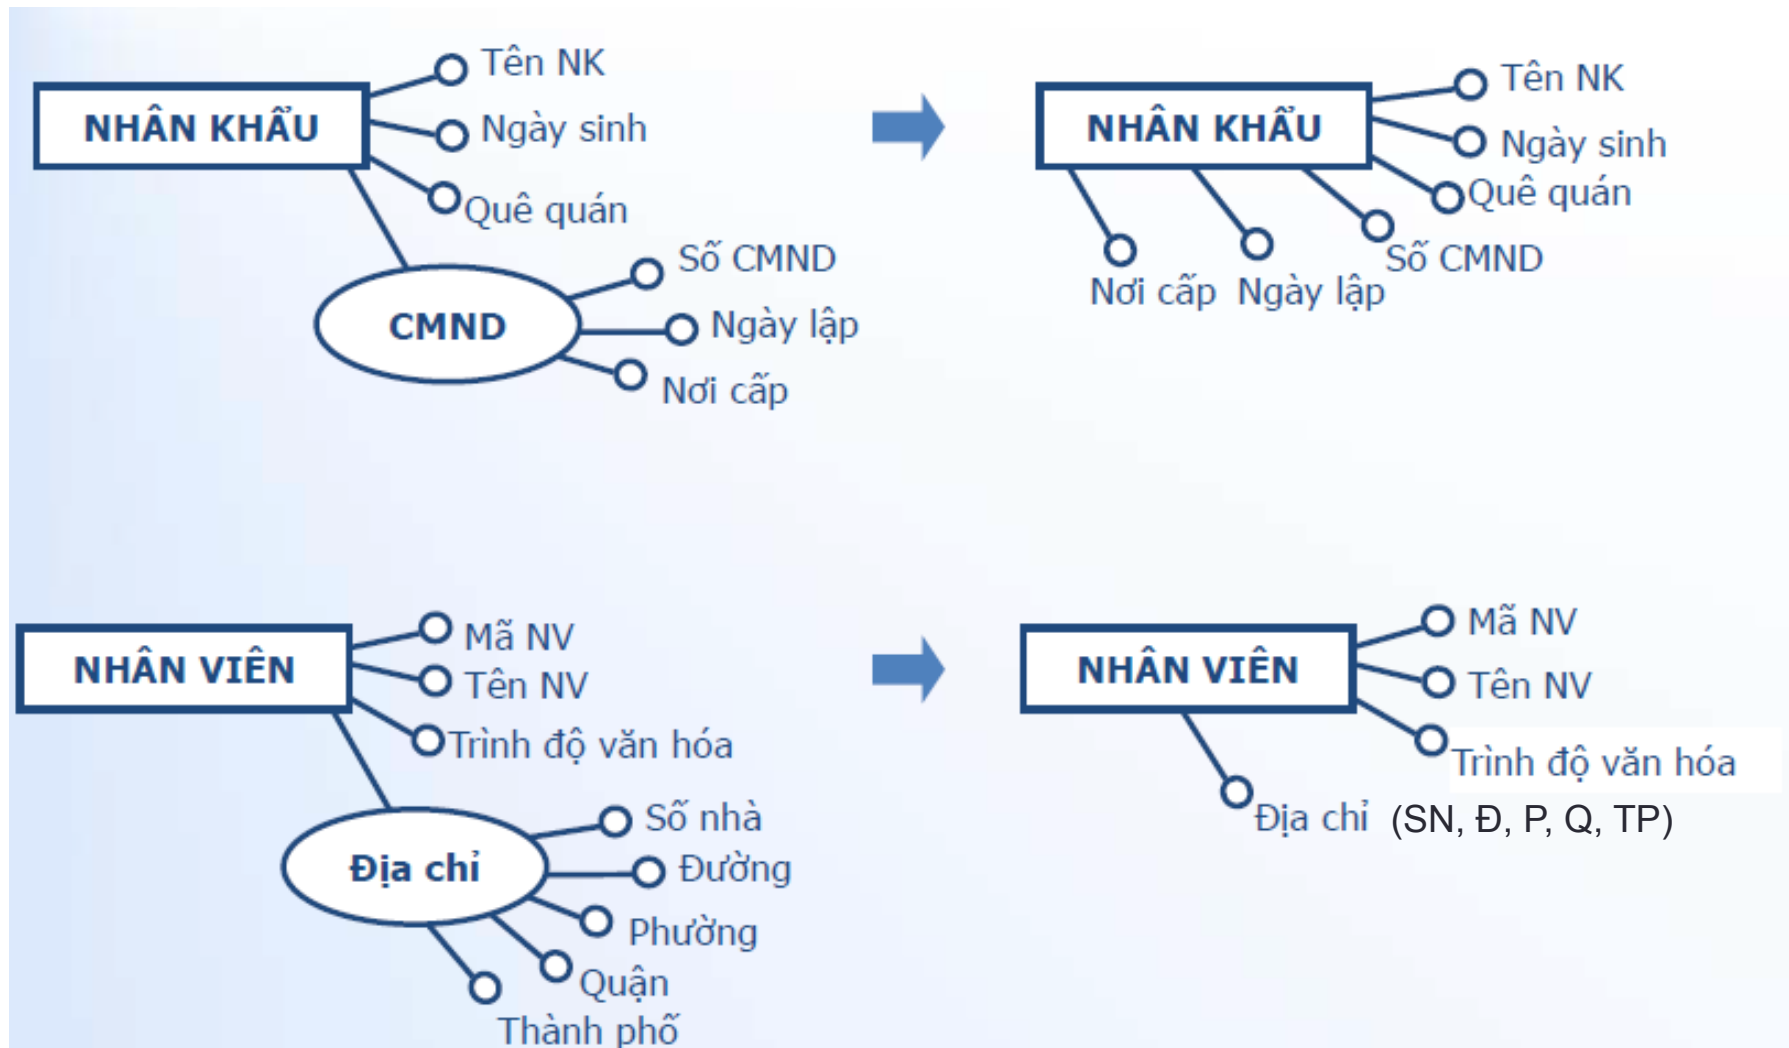 Tên NK
NHÂN KHẨU
Ngày sinh
Quê quán
Số CMND
CMND
Ngày lập
Nơi cấp
Tên NK
NHÂN KHẨU
Ngày sinh
Quê quán
Số CMND
Nơi cấp
Ngày lập
Mã NV
NHÂN VIÊN
Tên NV
Trình độ văn hóa
Số nhà
Địa chỉ
Đường
Phường
Quận
Thành phố
Mã NV
NHÂN VIÊN
Tên NV
Trình độ văn hóa
Địa chỉ (SN, Đ, P, Q, TP)